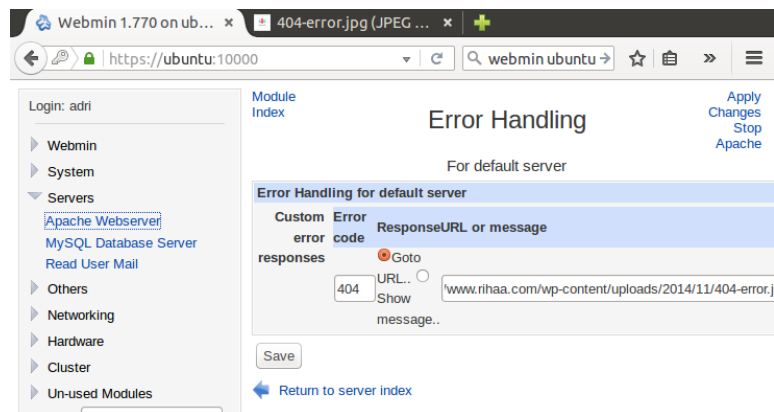 Webmin 1.770 on ub... × 404-error.jpg (JPEG ... ×
https://ubuntu:10000 webmin ubuntu
Login: adri
Webmin
System
Servers
Apache Webserver
MySQL Database Server
Read User Mail
Others
Networking
Hardware
Cluster
Un-used Modules
Module
Index
Error Handling
Apply
Changes
Stop
Apache
For default server
Error Handling for default server
Custom
error
responses
Error
code
ResponseURL or message
404
Goto
URL..
Show
message..
www.rihaa.com/wp-content/uploads/2014/11/404-error.j
Save
Return to server index